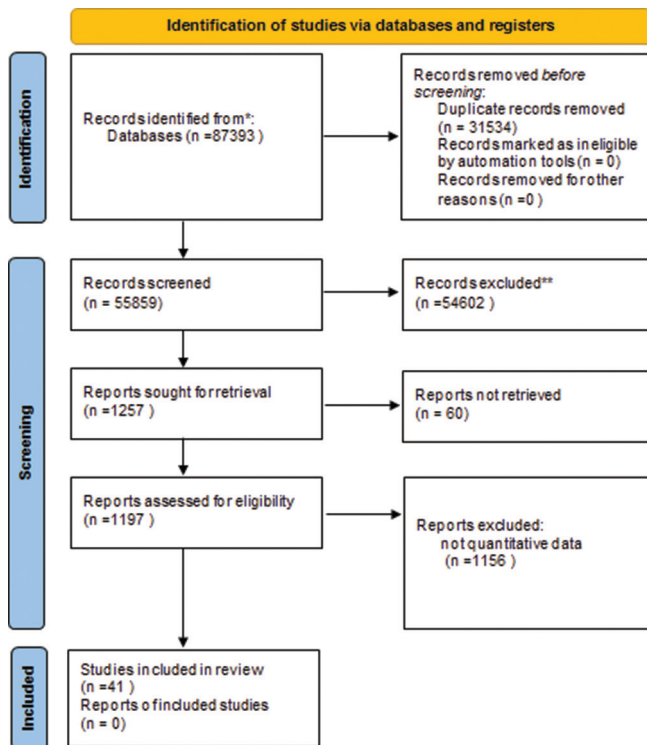 Identification of studies via databases and registers
Identification
Records identified from*:
Databases (n =87393 )
Records removed before
screening:
Duplicate records removed
(n = 31534)
Records marked as ineligible
by automation tools (n = 0)
Records removed for other
reasons (n =0 )
Screening
Records screened
(n = 55859)
Records excluded**
(n =54602 )
Reports sought for retrieval
(n =1257 )
Reports not retrieved
(n = 60)
Reports assessed for eligibility
(n =1197 )
Reports excluded:
not quantitative data
(n =1156 )
Included
Studies included in review
(n =41 )
Reports of included studies
(n = 0)